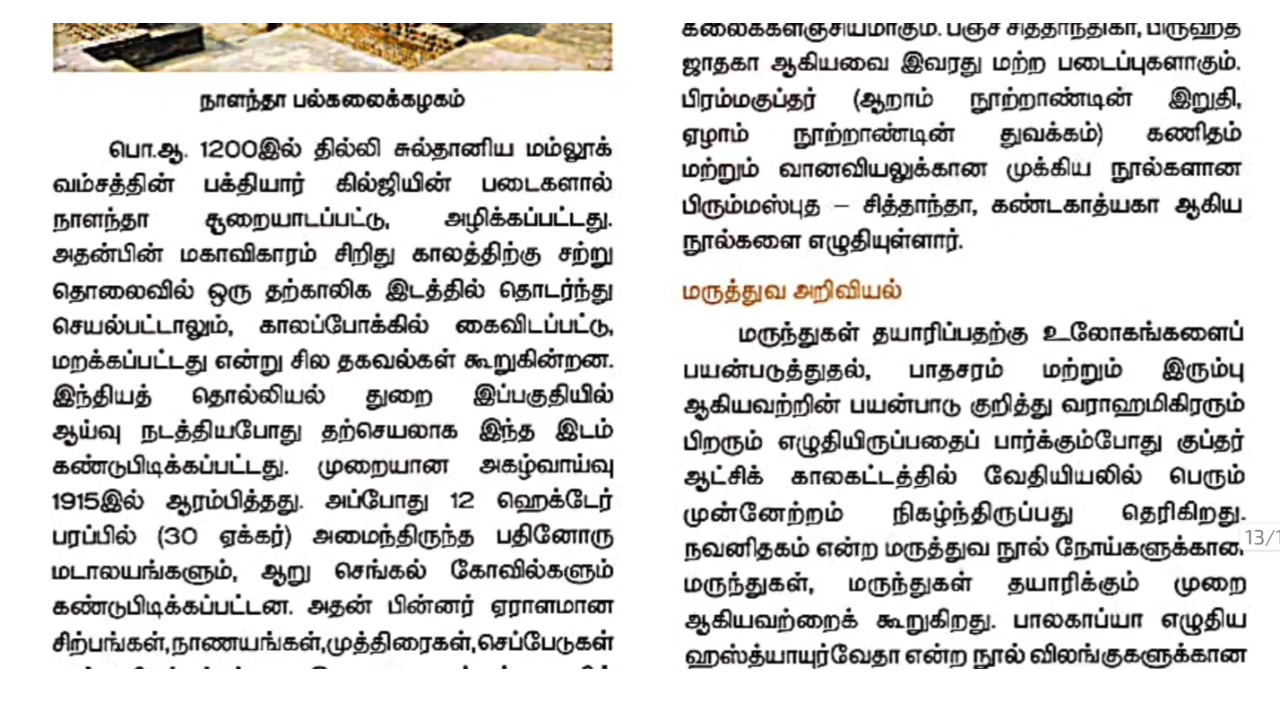 நாளந்தா பல்கலைக்கழகம்
பொ.ஆ. 1200இல் தில்லி சுல்தானிய மம்லூக்
வம்சத்தின் பக்தியார் கில்ஜியின் படைகளால்
நாளந்தா சூறையாடப்பட்டு, அழிக்கப்பட்டது.
அதன்பின் மகாவிகாரம் சிறிது காலத்திற்கு சற்று
தொலைவில் ஒரு தற்காலிக இடத்தில் தொடர்ந்து
செயல்பட்டாலும், காலப்போக்கில் கைவிடப்பட்டு,
மறக்கப்பட்டது என்று சில தகவல்கள் கூறுகின்றன.
இந்தியத் தொல்லியல் துறை இப்பகுதியில்
ஆய்வு நடத்தியபோது தற்செயலாக இந்த இடம்
கண்டுபிடிக்கப்பட்டது. முறையான அகழ்வாய்வு
1915இல் ஆரம்பித்தது. அப்போது 12 ஹெக்டேர்
பரப்பில் (30 ஏக்கர்) அமைந்திருந்த பதினோரு
மடாலயங்களும், ஆறு செங்கல் கோவில்களும்
கண்டுபிடிக்கப்பட்டன. அதன் பின்னர் ஏராளமான
சிற்பங்கள்,நாணயங்கள்,முத்திரைகள்,செப்பேடுகள்
கலைக்களஞ்சியமாகும். பஞ்ச சித்தாந்திகா, பிருஹத்
ஜாதகா ஆகியவை இவரது மற்ற படைப்புகளாகும்.
பிரம்மகுப்தர் (ஆறாம் நூற்றாண்டின் இறுதி,
ஏழாம் நூற்றாண்டின் துவக்கம்) கணிதம்
மற்றும் வானவியலுக்கான முக்கிய நூல்களான
பிரும்மஸ்புத – சித்தாந்தா, கண்டகாத்யகா ஆகிய
நூல்களை எழுதியுள்ளார்.
மருத்துவ அறிவியல்
மருந்துகள் தயாரிப்பதற்கு உலோகங்களைப்
பயன்படுத்துதல், பாதசரம் மற்றும் இரும்பு
ஆகியவற்றின் பயன்பாடு குறித்து வராஹமிகிரரும்
பிறரும் எழுதியிருப்பதைப் பார்க்கும்போது குப்தர்
ஆட்சிக் காலகட்டத்தில் வேதியியலில் பெரும்
முன்னேற்றம் நிகழ்ந்திருப்பது தெரிகிறது.
நவனிதகம் என்ற மருத்துவ நூல் நோய்களுக்கான
மருந்துகள், மருந்துகள் தயாரிக்கும் முறை
ஆகியவற்றைக் கூறுகிறது. பாலகாப்யா எழுதிய
ஹஸ்த்யாயுர்வேதா என்ற நூல் விலங்குகளுக்கான
13/1